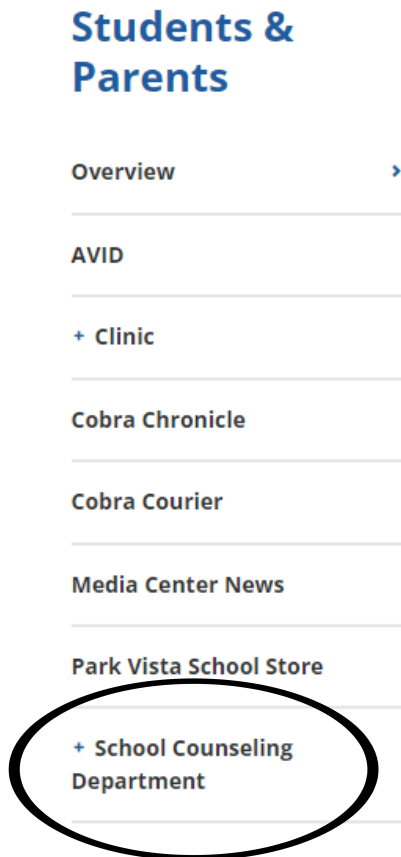 Students &
Parents
Overview
AVID
+ Clinic
Cobra Chronicle
Cobra Courier
Media Center News
Park Vista School Store
+ School Counseling
Department